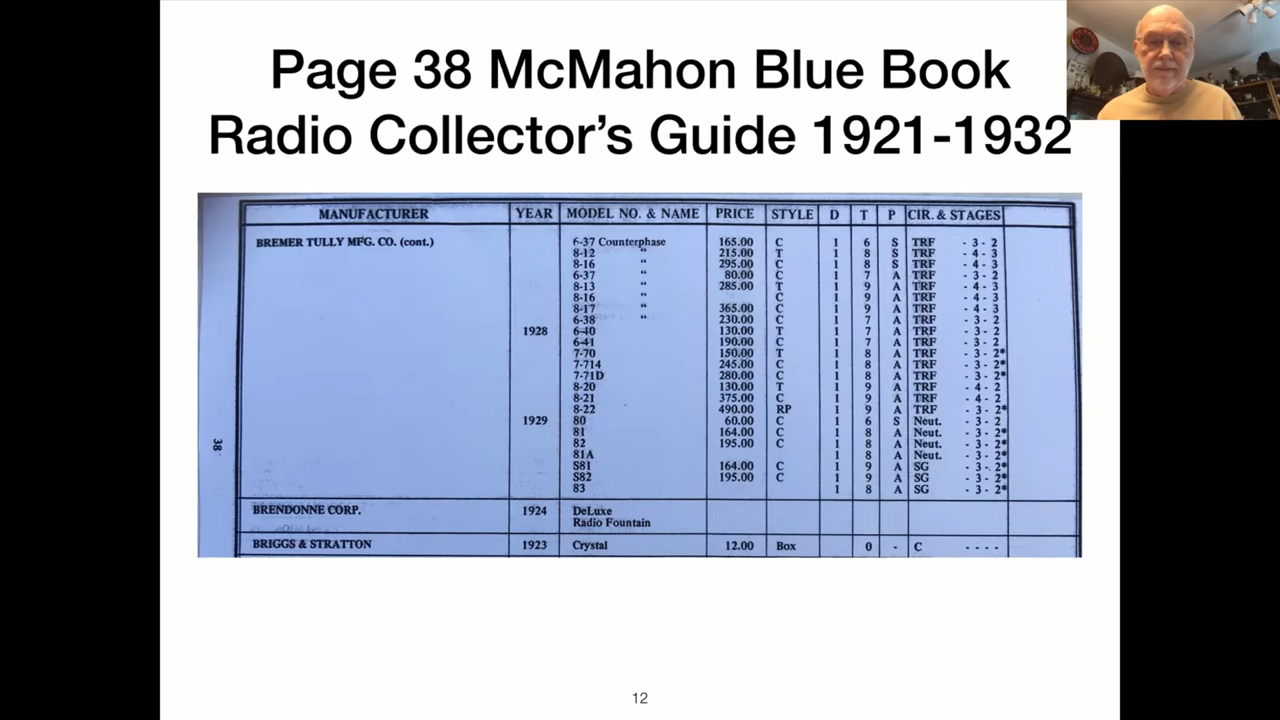 Page 38 McMahon Blue Book
Radio Collector's Guide 1921-1932
MANUFACTURER YEAR MODEL NO. & NAME PRICE STYLE D T P CIR. & STAGES
BREMER TULLY MFG. CO. (cont.) 6-37 Counterphase 165.00 C 1 6 S TRF - 3 - 2
8-12 “ 215.00 T 1 8 S TRF - 4 - 3
8-16 “ 295.00 C 1 8 S TRF - 4 - 3
6-37 “ 80.00 C 1 7 A TRF - 3 - 2
8-13 “ 285.00 T 1 9 A TRF - 4 - 3
8-16 “ C 1 9 A TRF - 4 - 3
8-17 “ 365.00 C 1 9 A TRF - 4 - 3
6-38 “ 230.00 C 1 7 A TRF - 3 - 2
1928 6-40 130.00 T 1 7 A TRF - 3 - 2
6-41 190.00 C 1 7 A TRF - 3 - 2
7-70 150.00 T 1 8 A TRF - 3 - 2*
7-714 245.00 C 1 8 A TRF - 3 - 2*
7-71D 280.00 C 1 8 A TRF - 3 - 2*
8-20 130.00 T 1 9 A TRF - 4 - 2
8-21 375.00 C 1 9 A TRF - 4 - 2
8-22 490.00 RP 1 9 A TRF - 3 - 2*
1929 80 60.00 C 1 6 S Neut. - 3 - 2
81 164.00 C 1 8 A Neut. - 3 - 2*
82 195.00 C 1 8 A Neut. - 3 - 2*
81A 1 8 A Neut. - 3 - 2*
S81 164.00 C 1 9 A SG - 3 - 2*
S82 195.00 C 1 9 A SG - 3 - 2*
83 1 8 A SG - 3 - 2*
BRENDONNE CORP. 1924 DeLuxe
Radio Fountain
BRIGGS & STRATTON 1923 Crystal 12.00 Box 0 - C - - - -
38
12